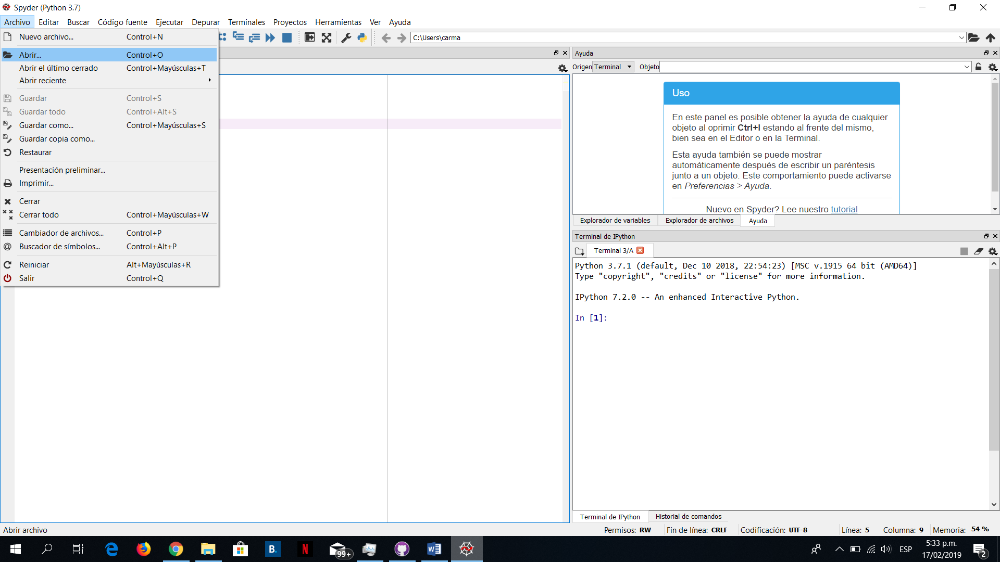 Spyder (Python 3.7)
Archivo Editar Buscar Código fuente Ejecutar Depurar Terminales Proyectos Herramientas Ver Ayuda
Nuevo archivo... Control+N
Abrir... Control+O
Abrir el último cerrado Control+Mayúsculas+T
Abrir reciente
Guardar Control+S
Guardar todo Control+Alt+S
Guardar como... Control+Mayúsculas+S
Guardar copia como...
Restaurar
Presentación preliminar...
Imprimir...
Cerrar
Cerrar todo Control+Mayúsculas+W
Cambiador de archivos... Control+P
Buscador de símbolos... Control+Alt+P
Reiniciar Alt+Mayúsculas+R
Salir Control+Q
C:\Users\carma
Ayuda
Origen Terminal Objeto
Uso
En este panel es posible obtener la ayuda de cualquier
objeto al oprimir Ctrl+I estando al frente del mismo,
bien sea en el Editor o en la Terminal.
Esta ayuda también se puede mostrar
automáticamente después de escribir un paréntesis
junto a un objeto. Este comportamiento puede activarse
en Preferencias > Ayuda.
Nuevo en Spyder? Lee nuestro tutorial
Explorador de variables Explorador de archivos Ayuda
Terminal de IPython
Terminal 3/A
Python 3.7.1 (default, Dec 10 2018, 22:54:23) [MSC v.1915 64 bit (AMD64)]
Type "copyright", "credits" or "license" for more information.
IPython 7.2.0 -- An enhanced Interactive Python.
In [1]:
Terminal de IPython Historial de comandos
Abrir archivo
Permisos: RW Fin de línea: CRLF Codificación: UTF-8 Línea: 5 Columna: 9 Memoria: 54 %
B. N 99+ W ESP
5:33 p.m.
17/02/2019
2